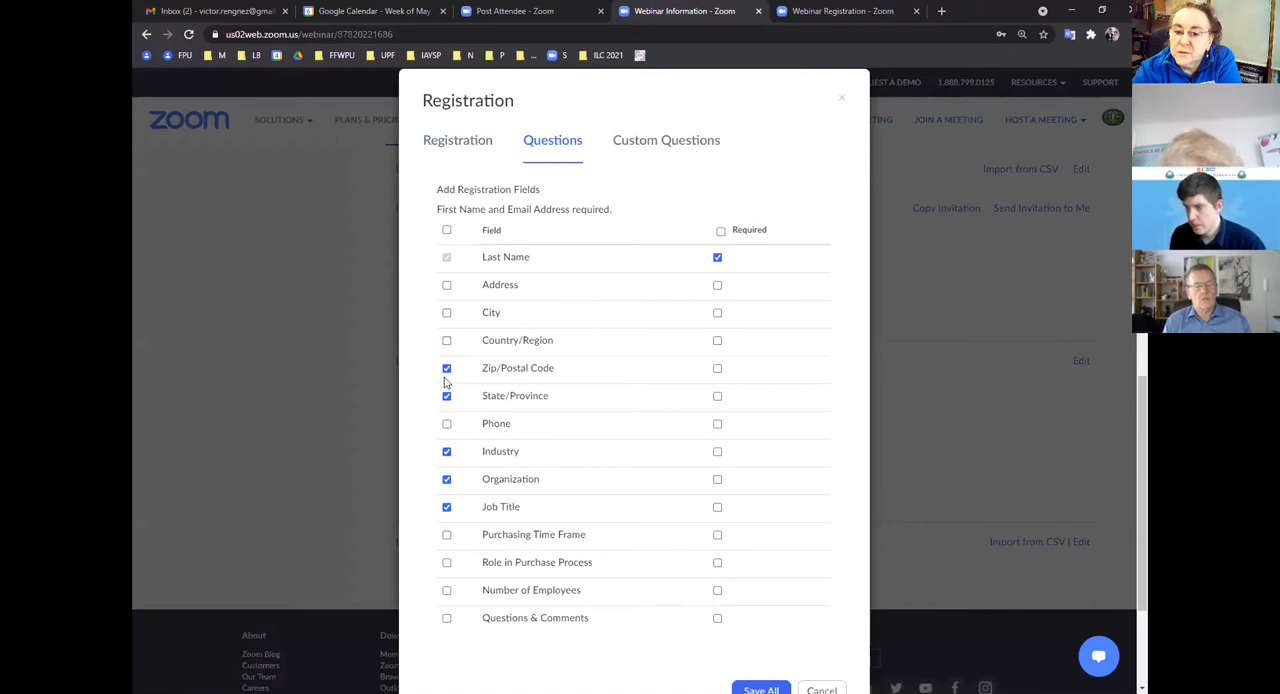 Inbox (2) - victor.rengnez@gmai
Google Calendar - Week of May
Post Attendee - Zoom
Webinar Information - Zoom
Webinar Registration - Zoom
us02web.zoom.us/webinar/87820221686
FPU M L8 FFWPU UPF IAYSP N P ... S ILC 2021
Registration
UEST A DEMO 1.888.799.0125 RESOURCES SUPPORT
zoom SOLUTIONS PLANS & PRICIN
JOIN A MEETING HOST A MEETING
Registration Questions Custom Questions
Import from CSV Edit
Add Registration Fields
First Name and Email Address required.
Copy Invitation Send Invitation to Me
Field Required
Last Name
Address
City
Country/Region
Edit
Zip/Postal Code
State/Province
Phone
Industry
Organization
Job Title
Purchasing Time Frame
Import from CSV | Edit
Role in Purchase Process
Number of Employees
Questions & Comments
About
Zoom Blog
Customers
Our Team
Careers
Save All Cancel